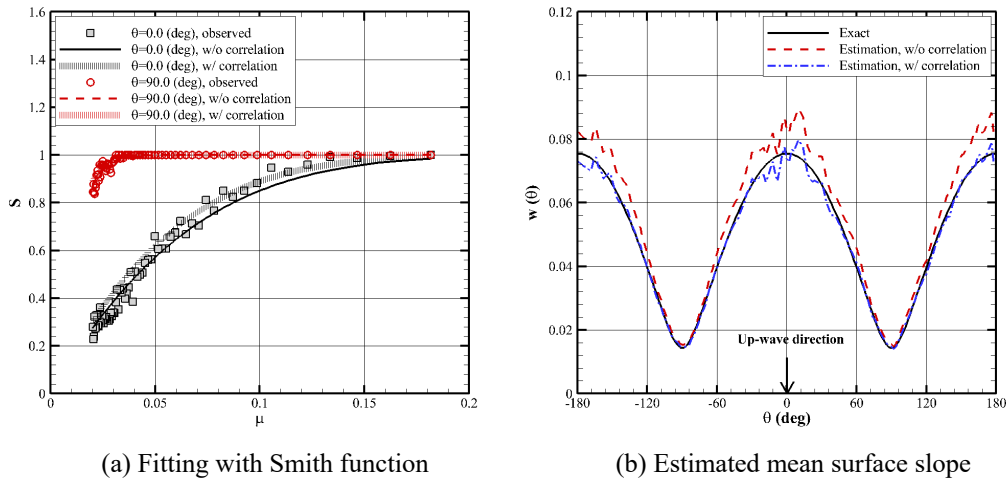 θ=0.0 (deg), observed
θ=0.0 (deg), w/o correlation
θ=0.0 (deg), w/ correlation
θ=90.0 (deg), observed
θ=90.0 (deg), w/o correlation
θ=90.0 (deg), w/ correlation
1.6
1.4
1.2
1
0.8
0.6
0.4
0.2
0
S
0
0.05
0.1
0.15
0.2
μ
(a) Fitting with Smith function
Exact
Estimation, w/o correlation
Estimation, w/ correlation
0.12
0.1
0.08
0.06
0.04
0.02
0
w (θ)
Up-wave direction
-180
-120
-60
0
60
120
180
θ (deg)
(b) Estimated mean surface slope